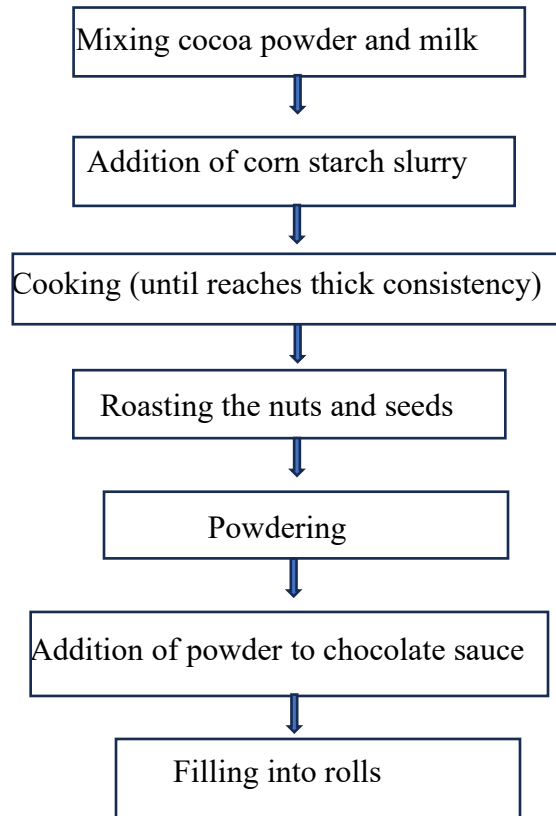 Mixing cocoa powder and milk
Addition of corn starch slurry
Cooking (until reaches thick consistency)
Roasting the nuts and seeds
Powdering
Addition of powder to chocolate sauce
Filling into rolls